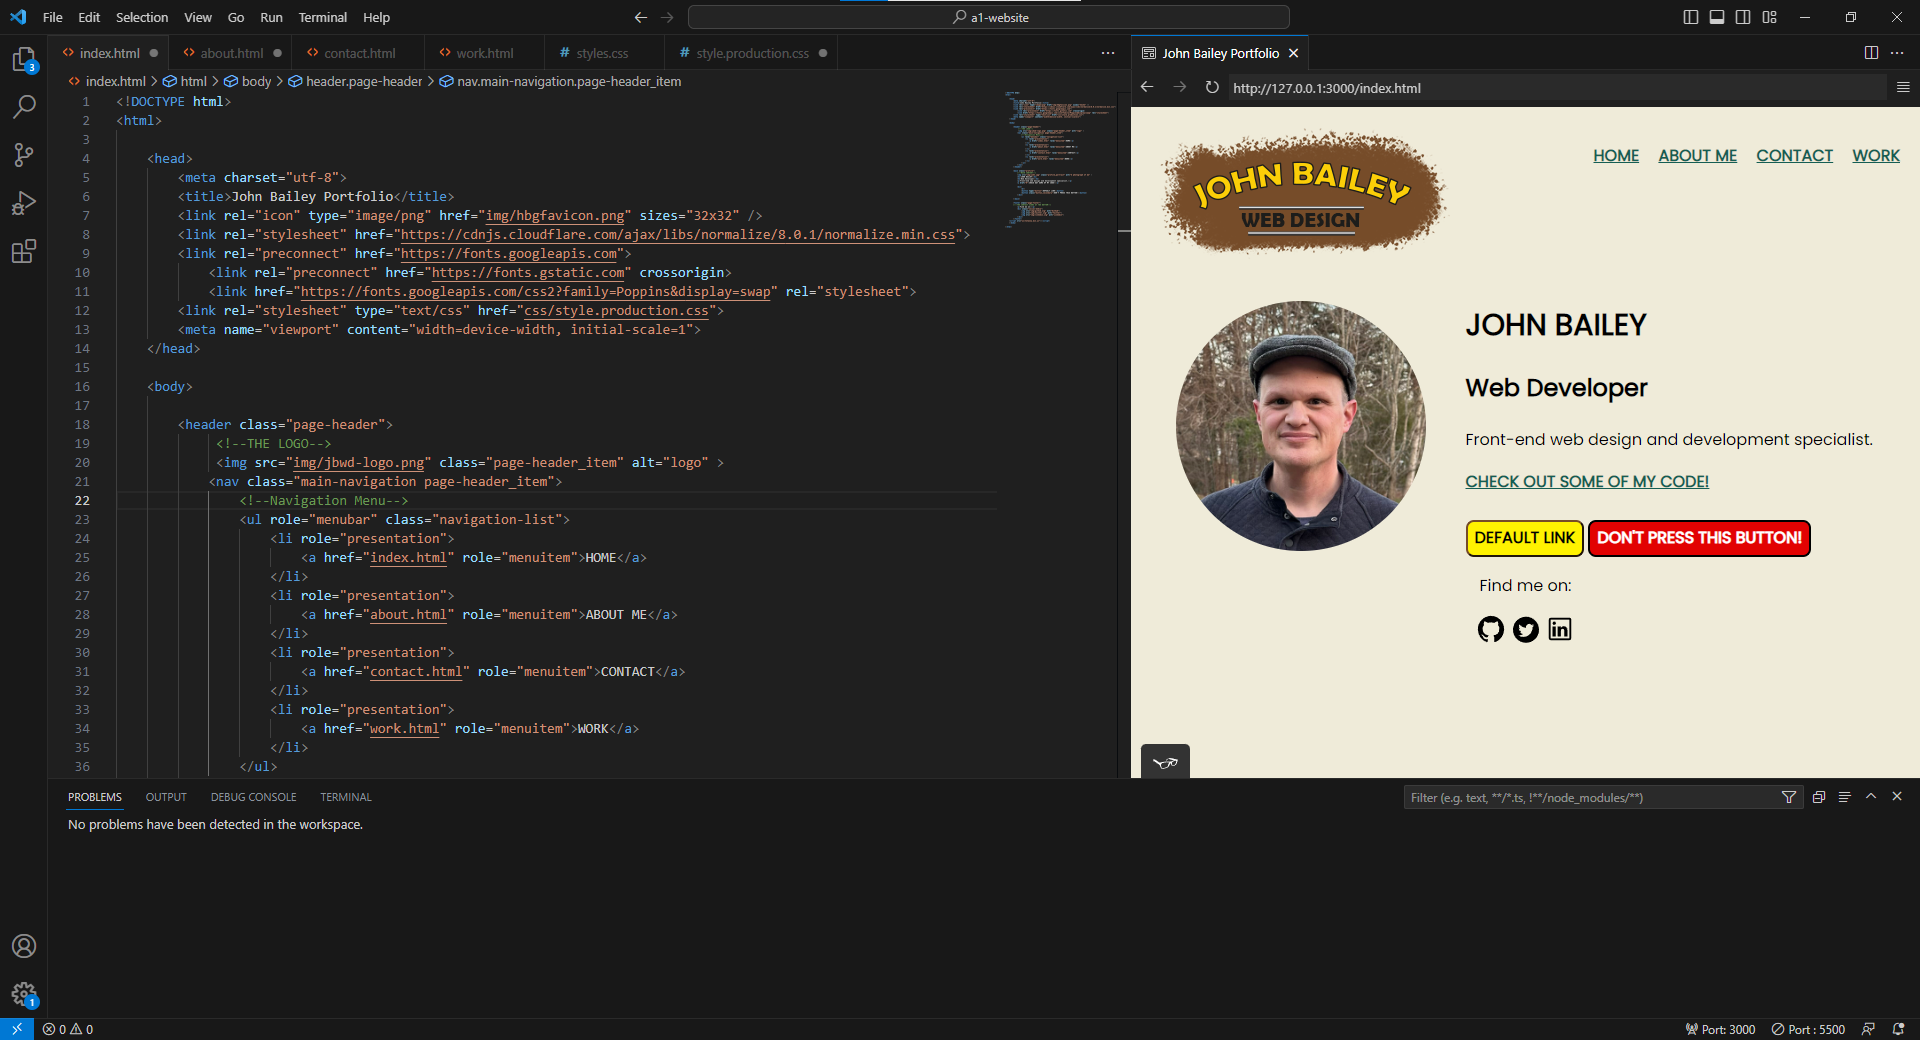 File Edit Selection View Go Run Terminal Help
a1-website
index.html
about.html
contact.html
work.html
# styles.css
# style.production.css
John Bailey Portfolio
3
index.html > html > body > header.page-header > nav.main-navigation.page-header_item
http://127.0.0.1:3000/index.html
1 <!DOCTYPE html>
2 <html>
3
4 <head>
5 <meta charset="utf-8">
6 <title>John Bailey Portfolio</title>
7 <link rel="icon" type="image/png" href="img/hbgfavicon.png" sizes="32x32" />
8 <link rel="stylesheet" href="https://cdnjs.cloudflare.com/ajax/libs/normalize/8.0.1/normalize.min.css">
9 <link rel="preconnect" href="https://fonts.googleapis.com">
10 <link rel="preconnect" href="https://fonts.gstatic.com" crossorigin>
11 <link href="https://fonts.googleapis.com/css2?family=Poppins&display=swap" rel="stylesheet">
12 <link rel="stylesheet" type="text/css" href="css/style.production.css">
13 <meta name="viewport" content="width=device-width, initial-scale=1">
14 </head>
15
16 <body>
17
18 <header class="page-header">
19 <!--THE LOGO-->
20 <img src="img/jbwd-logo.png" class="page-header_item" alt="logo" >
21 <nav class="main-navigation page-header_item">
22 <!--Navigation Menu-->
23 <ul role="menubar" class="navigation-list">
24 <li role="presentation">
25 <a href="index.html" role="menuitem">HOME</a>
26 </li>
27 <li role="presentation">
28 <a href="about.html" role="menuitem">ABOUT ME</a>
29 </li>
30 <li role="presentation">
31 <a href="contact.html" role="menuitem">CONTACT</a>
32 </li>
33 <li role="presentation">
34 <a href="work.html" role="menuitem">WORK</a>
35 </li>
36 </ul>
JOHN BAILEY
WEB DESIGN
HOME ABOUT ME CONTACT WORK
JOHN BAILEY
Web Developer
Front-end web design and development specialist.
CHECK OUT SOME OF MY CODE!
DEFAULT LINK DON'T PRESS THIS BUTTON!
Find me on:
in
PROBLEMS OUTPUT DEBUG CONSOLE TERMINAL
Filter (e.g. text, **/*.ts, !**/node_modules/**)
No problems have been detected in the workspace.
1
0 0
Port: 3000 Port : 5500